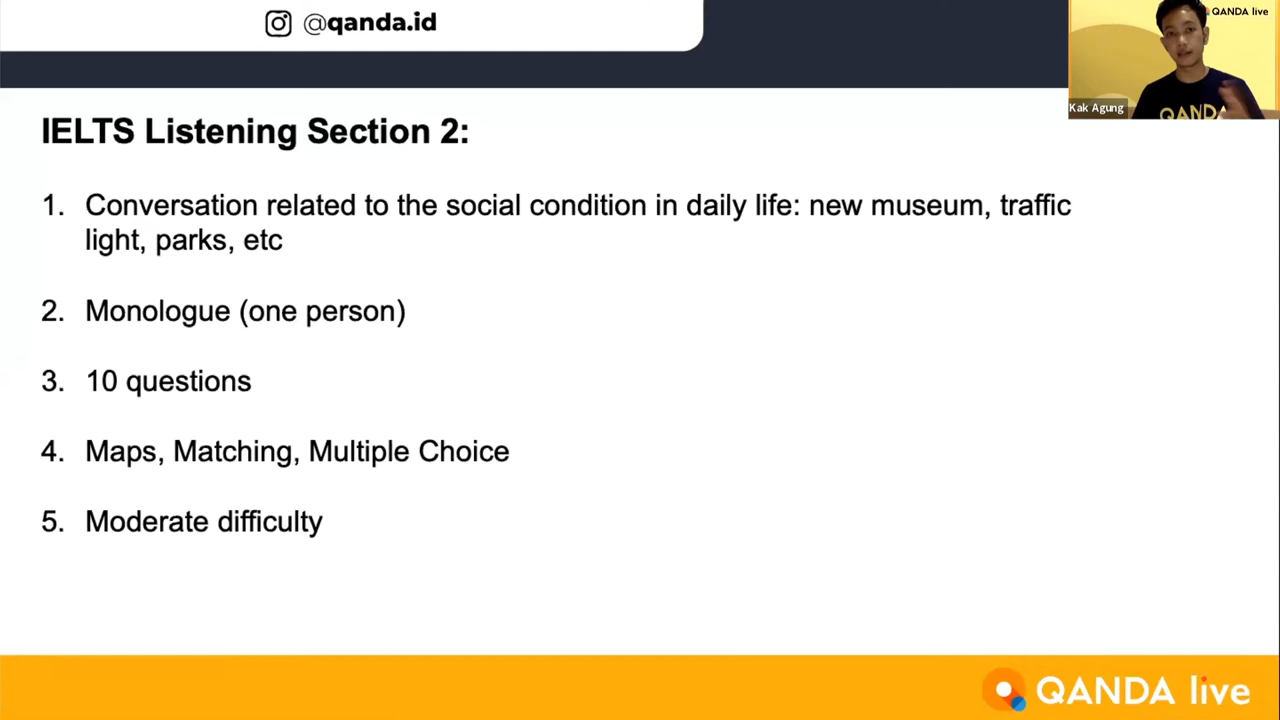 @qanda.id
QANDA live
Kak Agung
QANDA
IELTS Listening Section 2:
1. Conversation related to the social condition in daily life: new museum, traffic
light, parks, etc
2. Monologue (one person)
3. 10 questions
4. Maps, Matching, Multiple Choice
5. Moderate difficulty
QANDA live